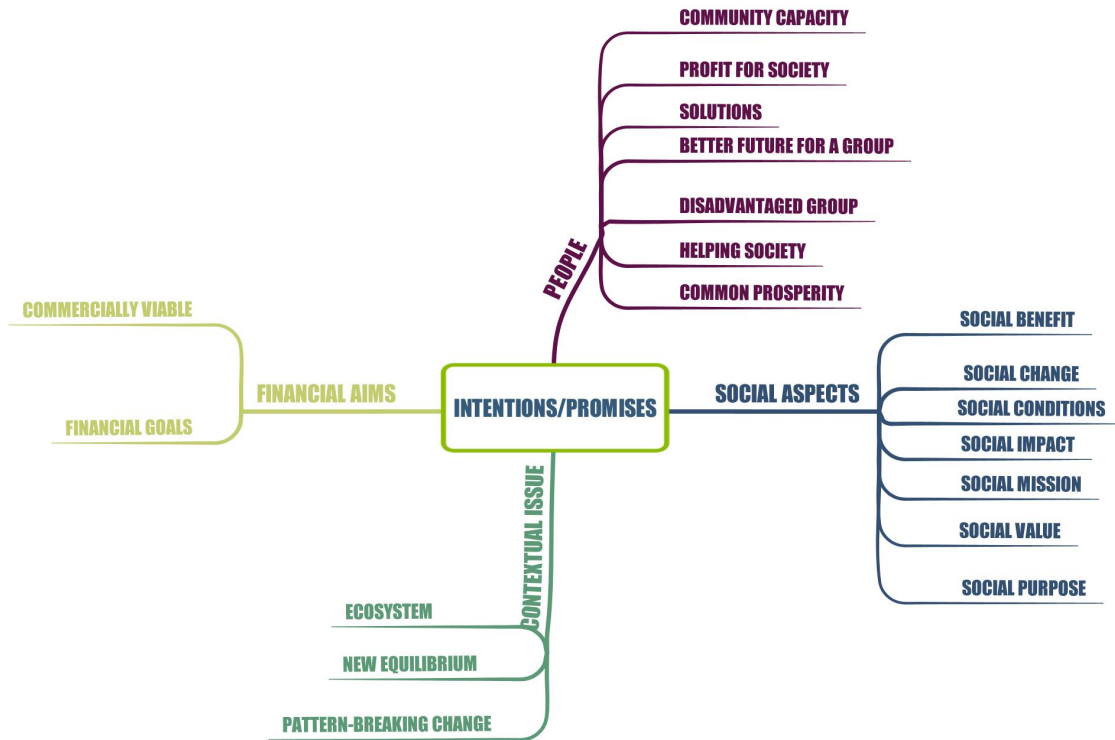 COMMUNITY CAPACITY
PROFIT FOR SOCIETY
SOLUTIONS
BETTER FUTURE FOR A GROUP
DISADVANTAGED GROUP
HELPING SOCIETY
COMMON PROSPERITY
PEOPLE
COMMERCIALLY VIABLE
FINANCIAL GOALS
FINANCIAL AIMS
INTENTIONS/PROMISES
SOCIAL ASPECTS
SOCIAL BENEFIT
SOCIAL CHANGE
SOCIAL CONDITIONS
SOCIAL IMPACT
SOCIAL MISSION
SOCIAL VALUE
SOCIAL PURPOSE
CONTEXTUAL ISSUE
ECOSYSTEM
NEW EQUILIBRIUM
PATTERN-BREAKING CHANGE